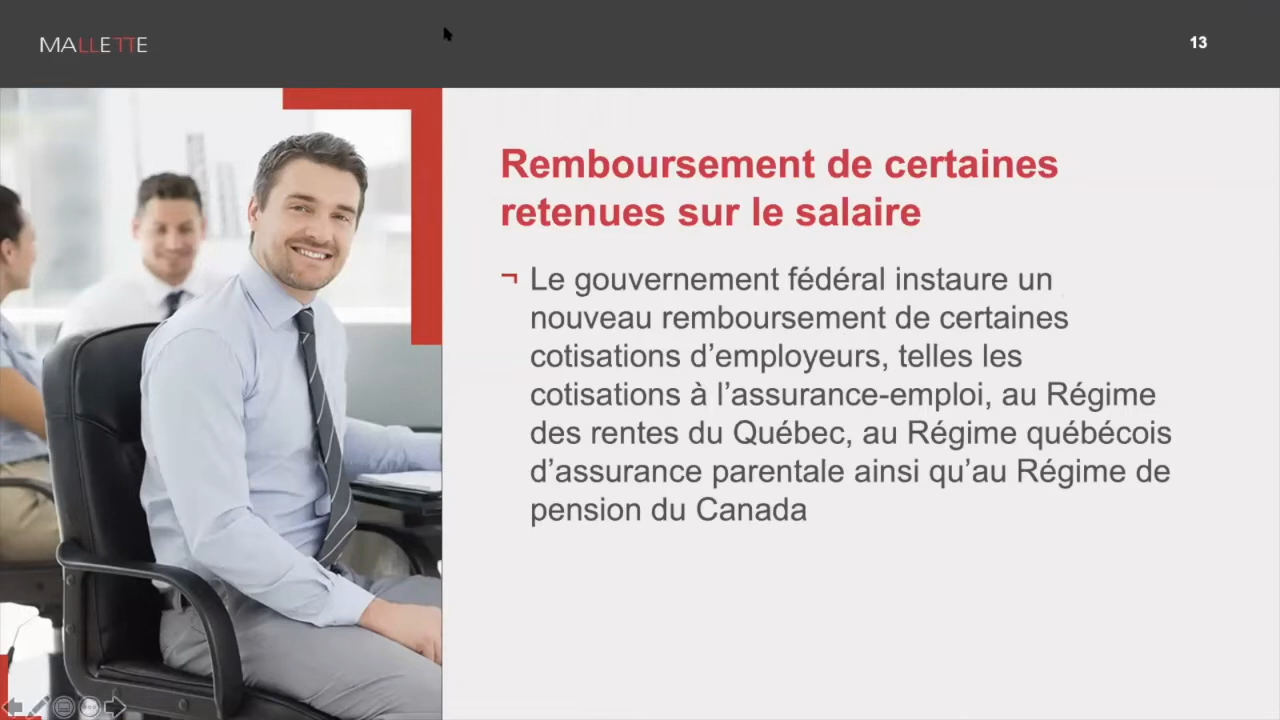 MALLETTE
13
Remboursement de certaines
retenues sur le salaire
Le gouvernement fédéral instaure un
nouveau remboursement de certaines
cotisations d’employeurs, telles les
cotisations à l’assurance-emploi, au Régime
des rentes du Québec, au Régime québécois
d’assurance parentale ainsi qu’au Régime de
pension du Canada